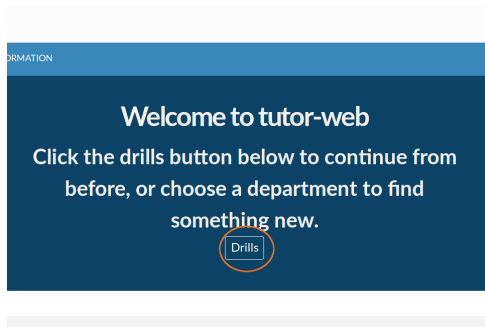 ORMATION
Welcome to tutor-web
Click the drills button below to continue from
before, or choose a department to find
something new.
Drills